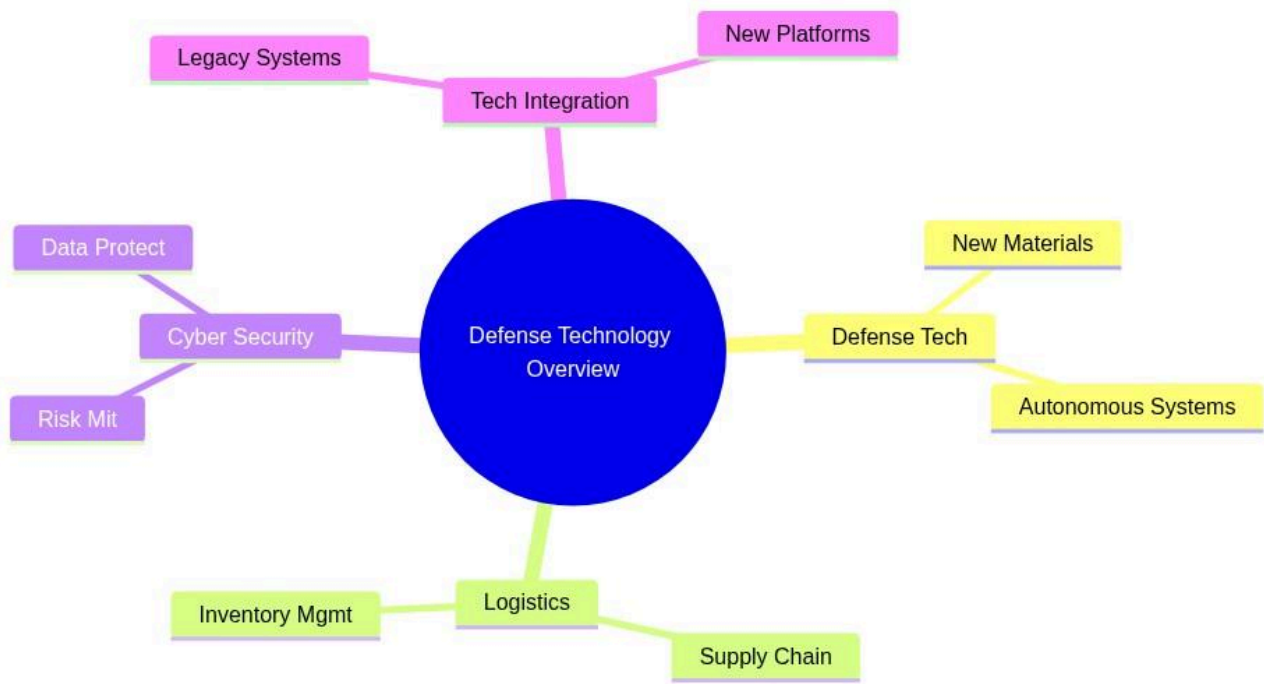 New Platforms
Legacy Systems
Tech Integration
Data Protect
New Materials
Cyber Security
Defense Technology
Overview
Defense Tech
Risk Mit
Autonomous Systems
Inventory Mgmt
Logistics
Supply Chain